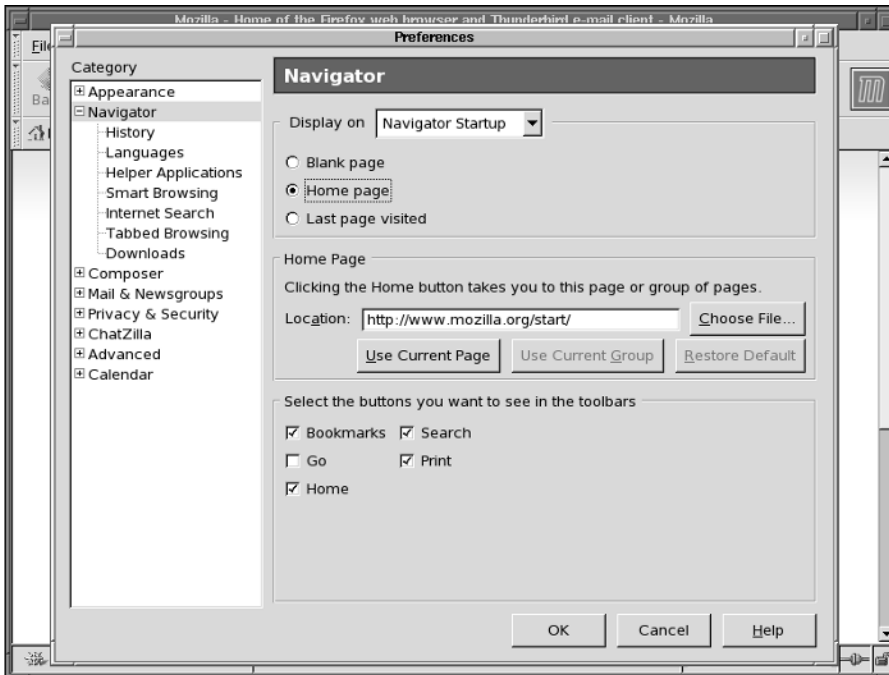 Mozilla - Home of the Firefox web browser and Thunderbird e-mail client - Mozilla
Preferences
Category
Appearance
Navigator
History
Languages
Helper Applications
Smart Browsing
Internet Search
Tabbed Browsing
Downloads
Composer
Mail & Newsgroups
Privacy & Security
ChatZilla
Advanced
Calendar
Navigator
Display on Navigator Startup
Blank page
Home page
Last page visited
Home Page
Clicking the Home button takes you to this page or group of pages.
Location: http://www.mozilla.org/start/ Choose File...
Use Current Page Use Current Group Restore Default
Select the buttons you want to see in the toolbars
Bookmarks Search
Go Print
Home
OK Cancel Help